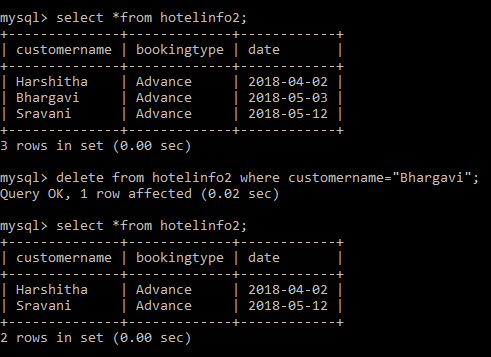 mysql> select *from hotelinfo2;
+--------------+-------------+------------+
| customername | bookingtype | date       |
+--------------+-------------+------------+
| Harshitha    | Advance     | 2018-04-02 |
| Bhargavi     | Advance     | 2018-05-03 |
| Sravani      | Advance     | 2018-05-12 |
+--------------+-------------+------------+
3 rows in set (0.00 sec)
mysql> delete from hotelinfo2 where customername="Bhargavi";
Query OK, 1 row affected (0.02 sec)
mysql> select *from hotelinfo2;
+--------------+-------------+------------+
| customername | bookingtype | date       |
+--------------+-------------+------------+
| Harshitha    | Advance     | 2018-04-02 |
| Sravani      | Advance     | 2018-05-12 |
+--------------+-------------+------------+
2 rows in set (0.00 sec)